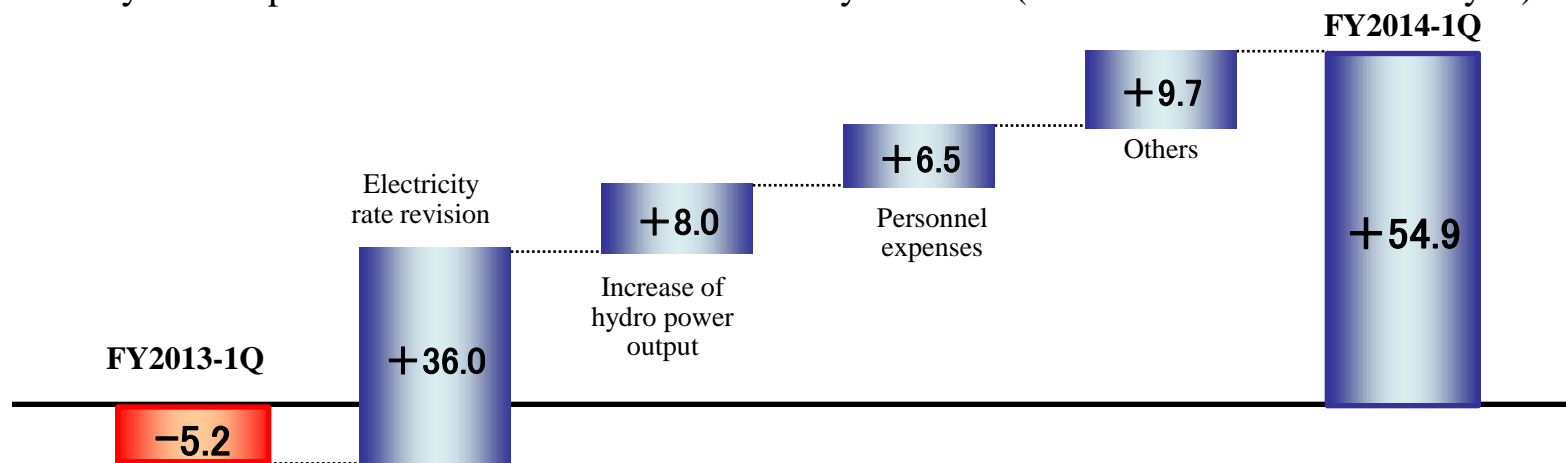 FY2014-1Q
+9.7
Others
+6.5
Personnel
expenses
Electricity
rate revision
+8.0
Increase of
hydro power
output
+54.9
FY2013-1Q
+36.0
-5.2